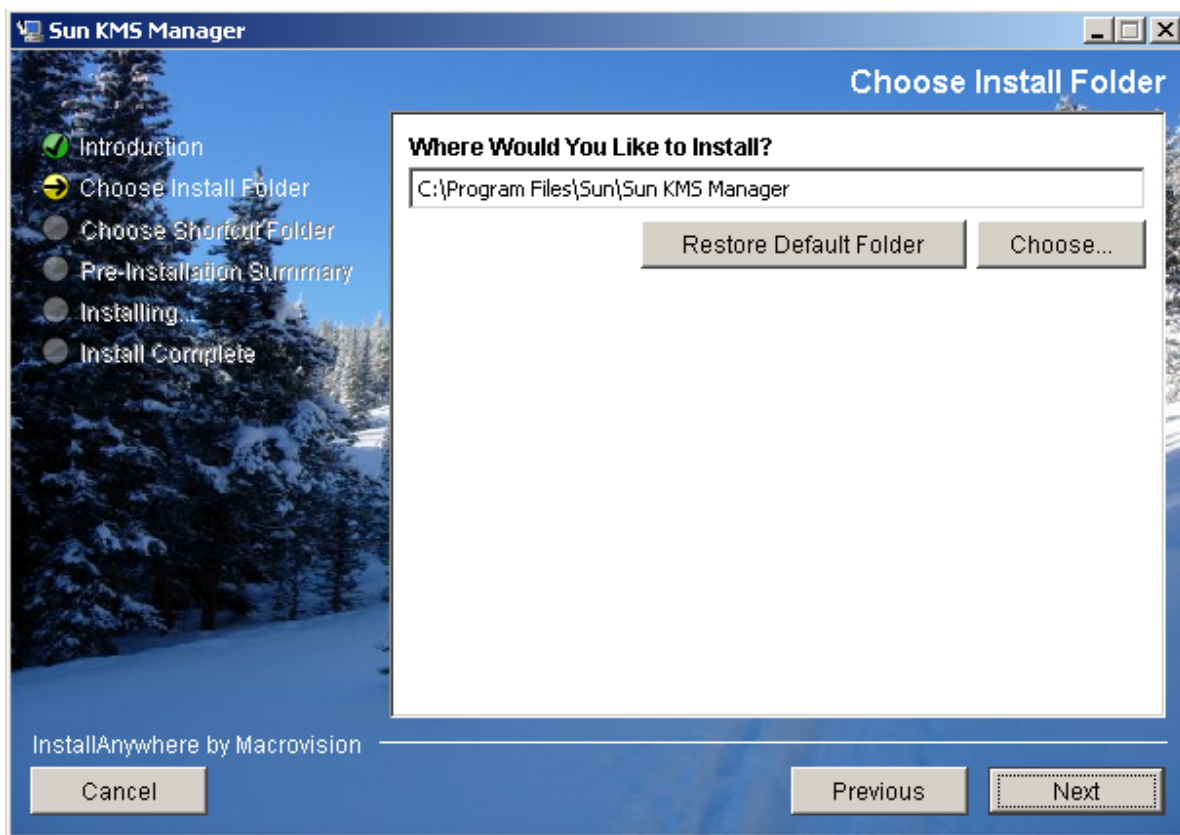 Sun KMS Manager
Choose Install Folder
Introduction
Choose Install Folder
Choose Shortcut Folder
Pre-Installation Summary
Installing...
Install Complete
Where Would You Like to Install?
C:\Program Files\Sun\Sun KMS Manager
Restore Default Folder
Choose...
InstallAnywhere by Macrovision
Cancel
Previous
Next